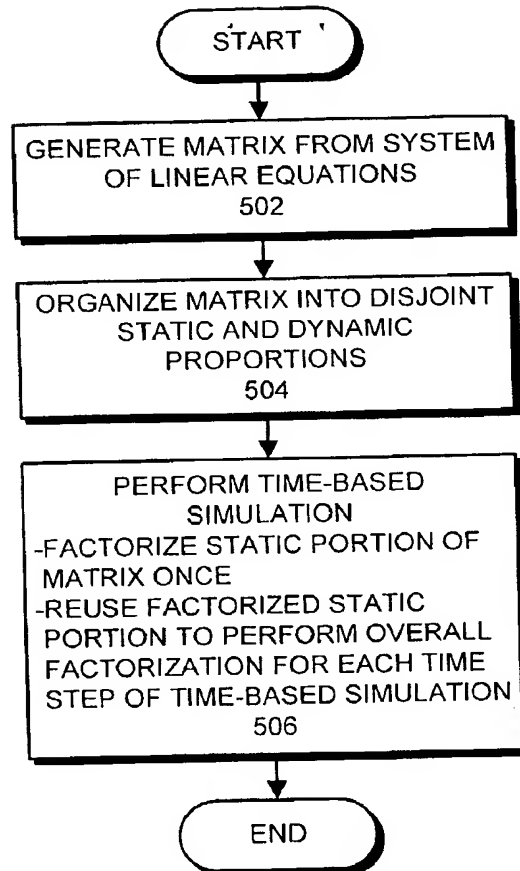 START
GENERATE MATRIX FROM SYSTEM
OF LINEAR EQUATIONS
502
ORGANIZE MATRIX INTO DISJOINT
STATIC AND DYNAMIC
PROPORTIONS
504
PERFORM TIME-BASED
SIMULATION
-FACTORIZE STATIC PORTION OF
MATRIX ONCE
-REUSE FACTORIZED STATIC
PORTION TO PERFORM OVERALL
FACTORIZATION FOR EACH TIME
STEP OF TIME-BASED SIMULATION
506
END